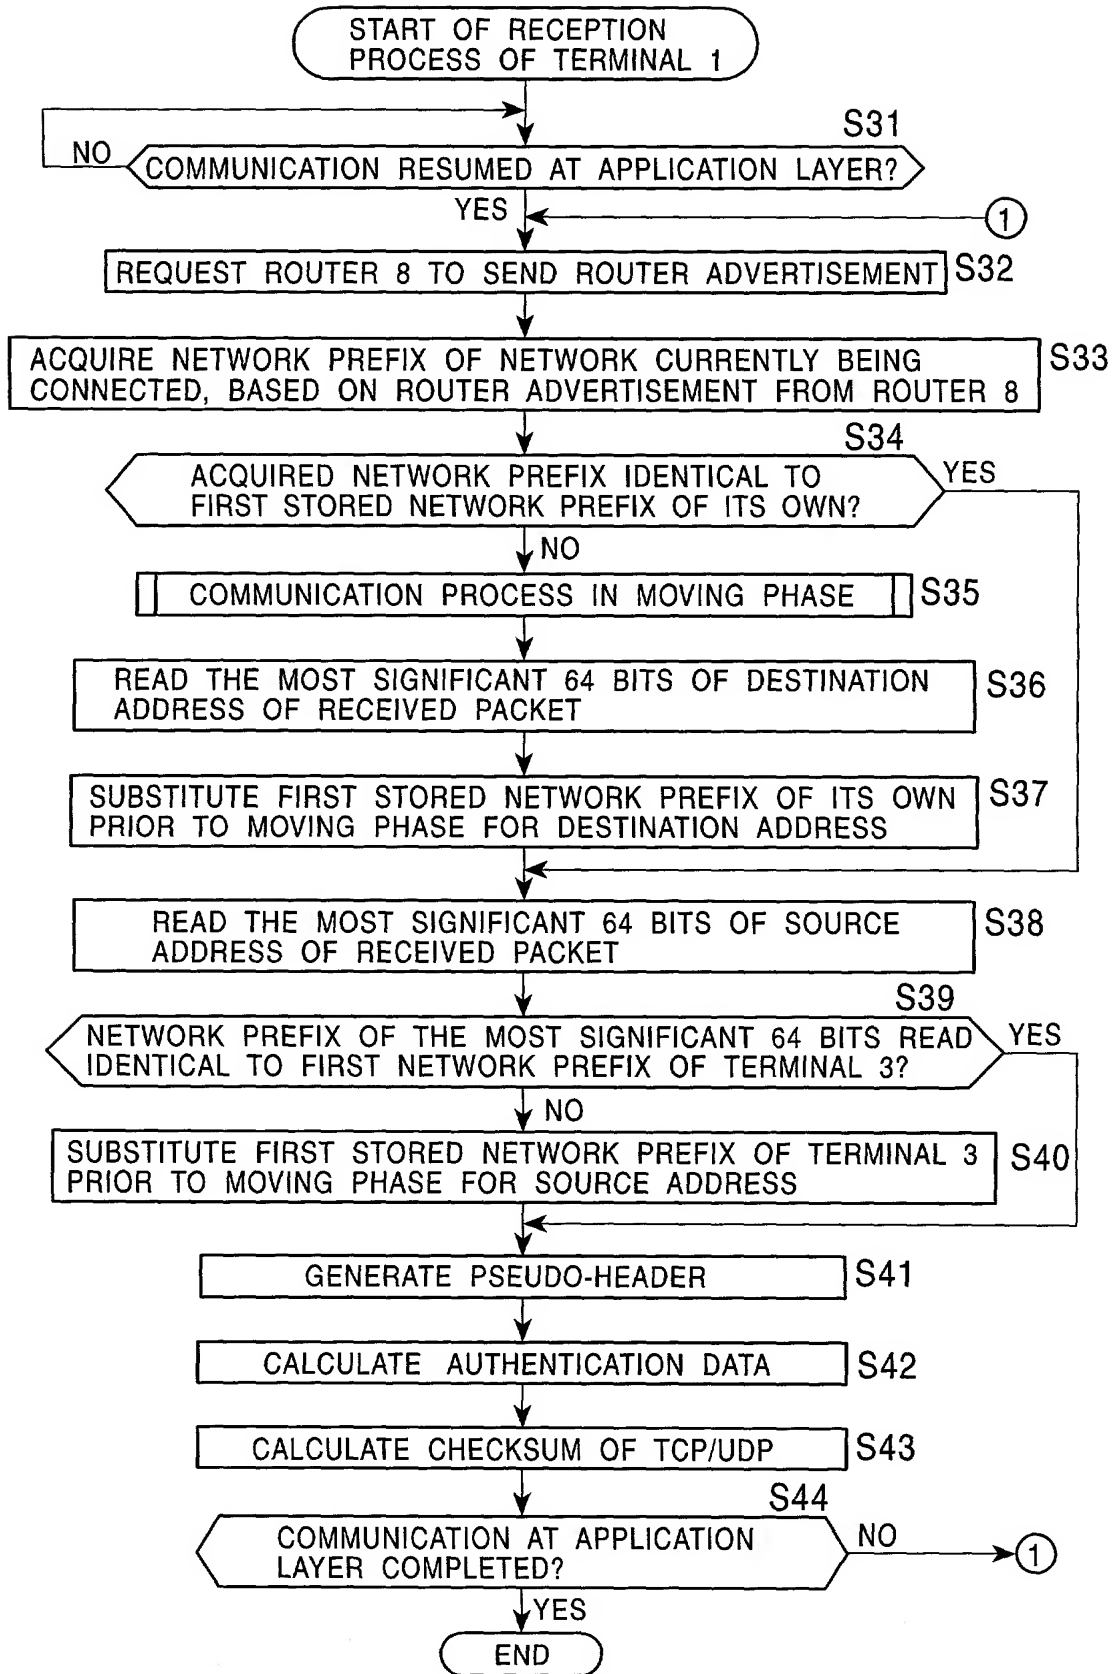 START OF RECEPTION
PROCESS OF TERMINAL 1
S31
NO
COMMUNICATION RESUMED AT APPLICATION LAYER?
YES
1
REQUEST ROUTER 8 TO SEND ROUTER ADVERTISEMENT
S32
ACQUIRE NETWORK PREFIX OF NETWORK CURRENTLY BEING
CONNECTED, BASED ON ROUTER ADVERTISEMENT FROM ROUTER 8
S33
S34
ACQUIRED NETWORK PREFIX IDENTICAL TO
FIRST STORED NETWORK PREFIX OF ITS OWN?
YES
NO
COMMUNICATION PROCESS IN MOVING PHASE
S35
READ THE MOST SIGNIFICANT 64 BITS OF DESTINATION
ADDRESS OF RECEIVED PACKET
S36
SUBSTITUTE FIRST STORED NETWORK PREFIX OF ITS OWN
PRIOR TO MOVING PHASE FOR DESTINATION ADDRESS
S37
READ THE MOST SIGNIFICANT 64 BITS OF SOURCE
ADDRESS OF RECEIVED PACKET
S38
S39
NETWORK PREFIX OF THE MOST SIGNIFICANT 64 BITS READ
IDENTICAL TO FIRST NETWORK PREFIX OF TERMINAL 3?
YES
NO
SUBSTITUTE FIRST STORED NETWORK PREFIX OF TERMINAL 3
PRIOR TO MOVING PHASE FOR SOURCE ADDRESS
S40
GENERATE PSEUDO-HEADER
S41
CALCULATE AUTHENTICATION DATA
S42
CALCULATE CHECKSUM OF TCP/UDP
S43
S44
COMMUNICATION AT APPLICATION
LAYER COMPLETED?
NO
1
YES
END